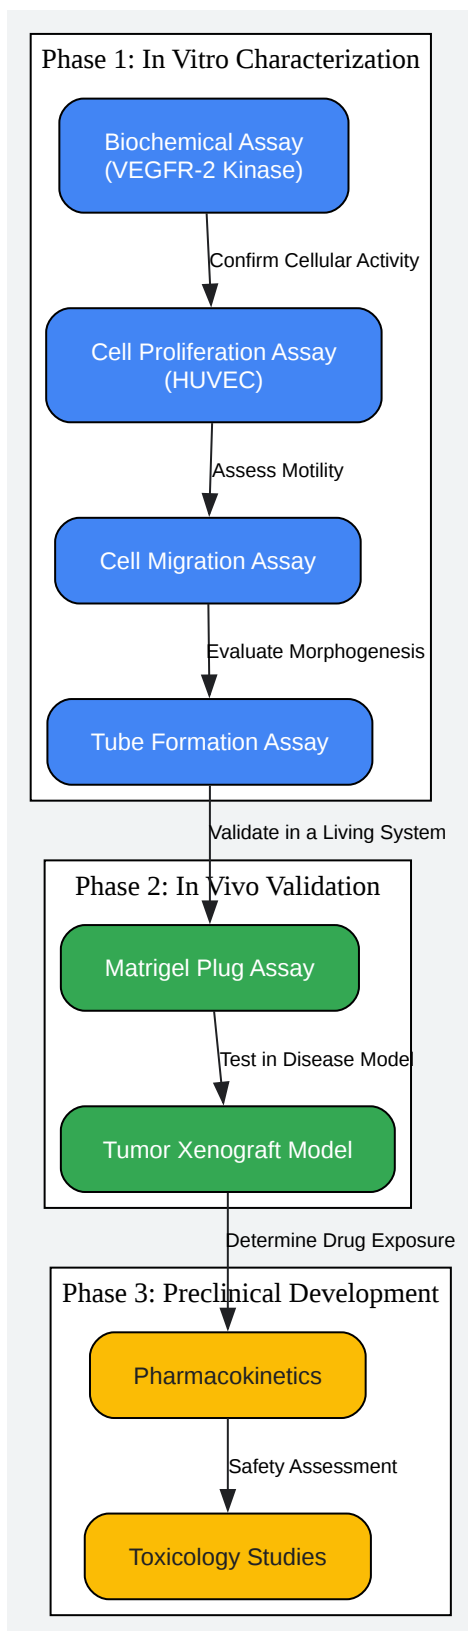 Phase 1: In Vitro Characterization
Biochemical Assay
(VEGFR-2 Kinase)
Confirm Cellular Activity
Cell Proliferation Assay
(HUVEC)
Assess Motility
Cell Migration Assay
Evaluate Morphogenesis
Tube Formation Assay
Validate in a Living System
Phase 2: In Vivo Validation
Matrigel Plug Assay
Test in Disease Model
Tumor Xenograft Model
Determine Drug Exposure
Phase 3: Preclinical Development
Pharmacokinetics
Safety Assessment
Toxicology Studies